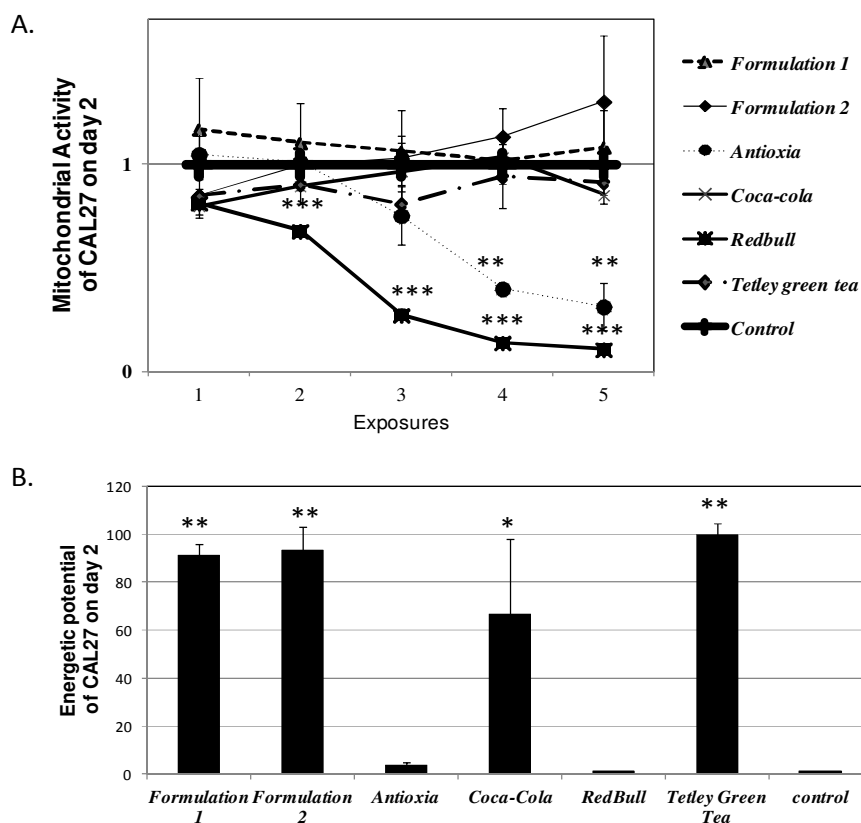 A.
Mitochondrial Activity
of CAL27 on day 2
1
0
***
***
**
***
**
***
1
2
3
4
5
Exposures
Formulation 1
Formulation 2
Antioxia
Coca-cola
Redbull
Tetley green tea
Control
B.
Energetic potential
of CAL27 on day 2
120
100
80
60
40
20
0
**
**
*
**
Formulation
1
Formulation
2
Antioxia
Coca-Cola
RedBull
Tetley Green
Tea
control